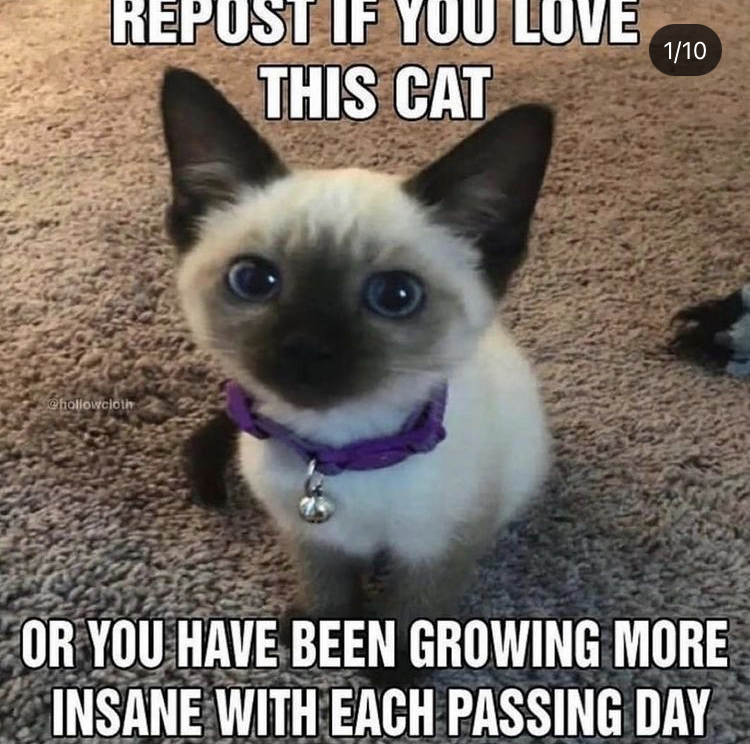 REPOST IF YOU LOVE
1/10
THIS CAT
@hollowcloth
OR YOU HAVE BEEN GROWING MORE
INSANE WITH EACH PASSING DAY